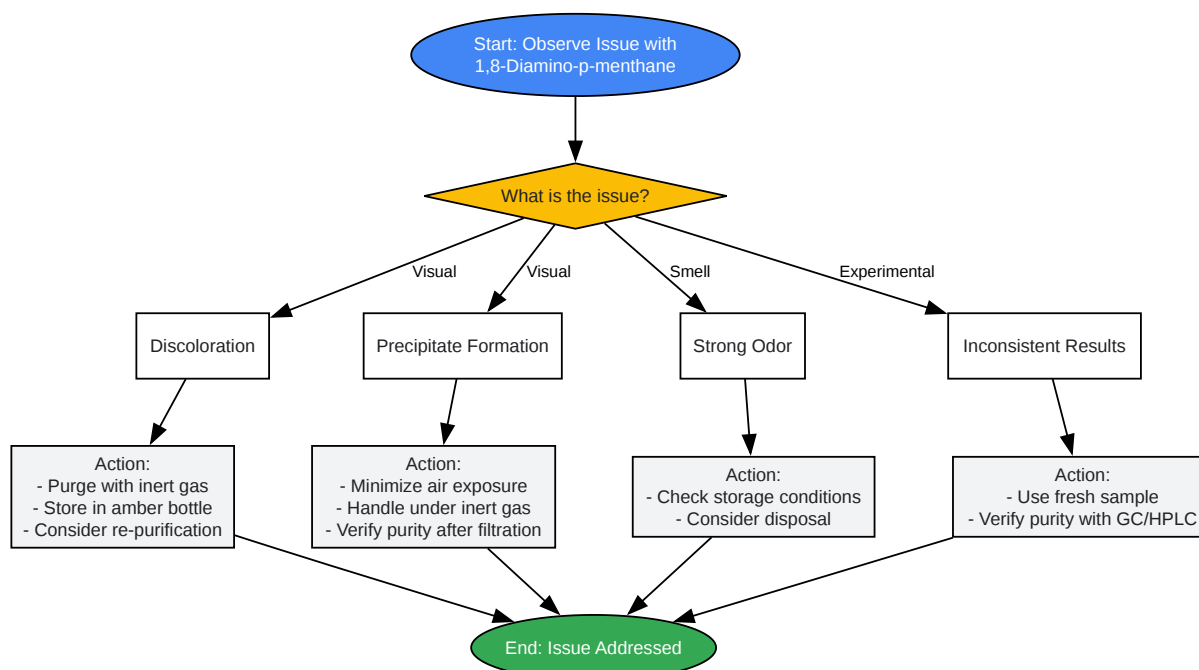 Start: Observe Issue with
1,8-Diamino-p-menthane
What is the issue?
Visual
Visual
Smell
Experimental
Discoloration
Precipitate Formation
Strong Odor
Inconsistent Results
Action:
- Purge with inert gas
- Store in amber bottle
- Consider re-purification
Action:
- Minimize air exposure
- Handle under inert gas
- Verify purity after filtration
Action:
- Check storage conditions
- Consider disposal
Action:
- Use fresh sample
- Verify purity with GC/HPLC
End: Issue Addressed